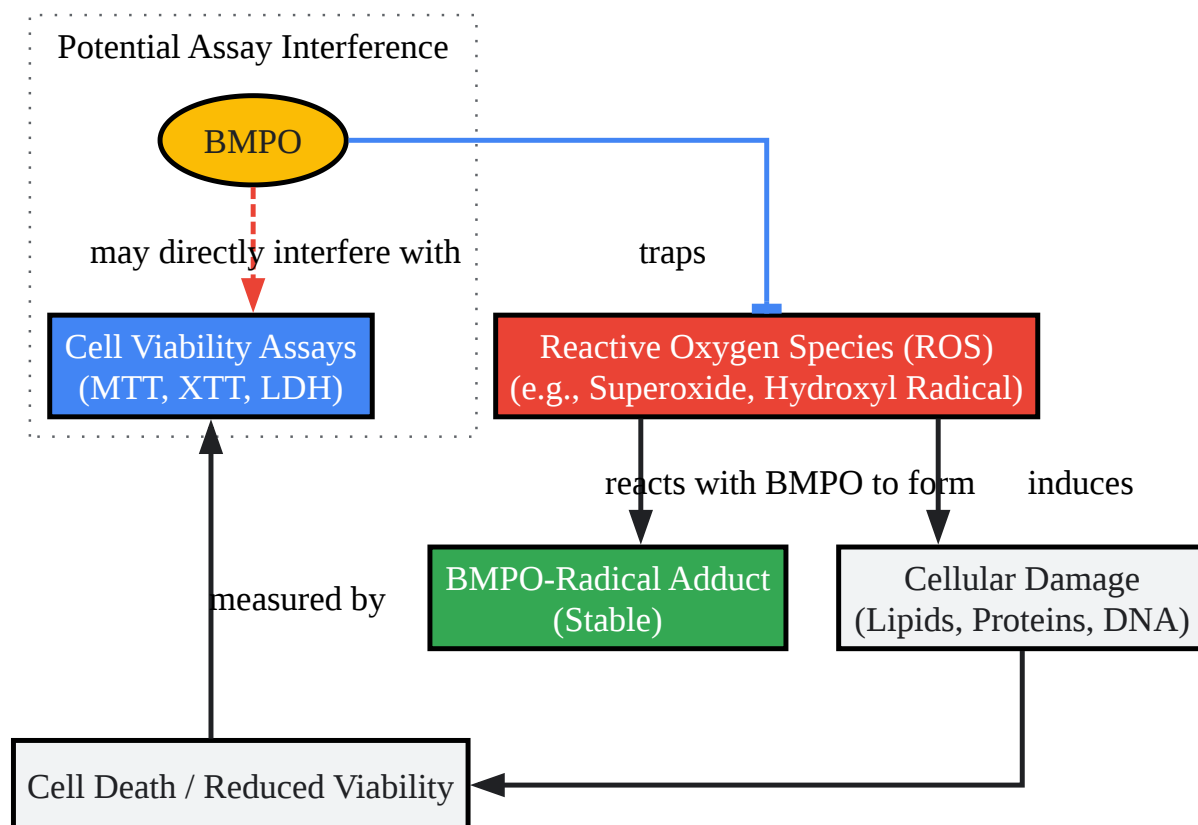 Potential Assay Interference
BMPO
may directly interfere with
traps
Cell Viability Assays
(MTT, XTT, LDH)
Reactive Oxygen Species (ROS)
(e.g., Superoxide, Hydroxyl Radical)
reacts with BMPO to form
induces
BMPO-Radical Adduct
(Stable)
Cellular Damage
(Lipids, Proteins, DNA)
measured by
Cell Death / Reduced Viability